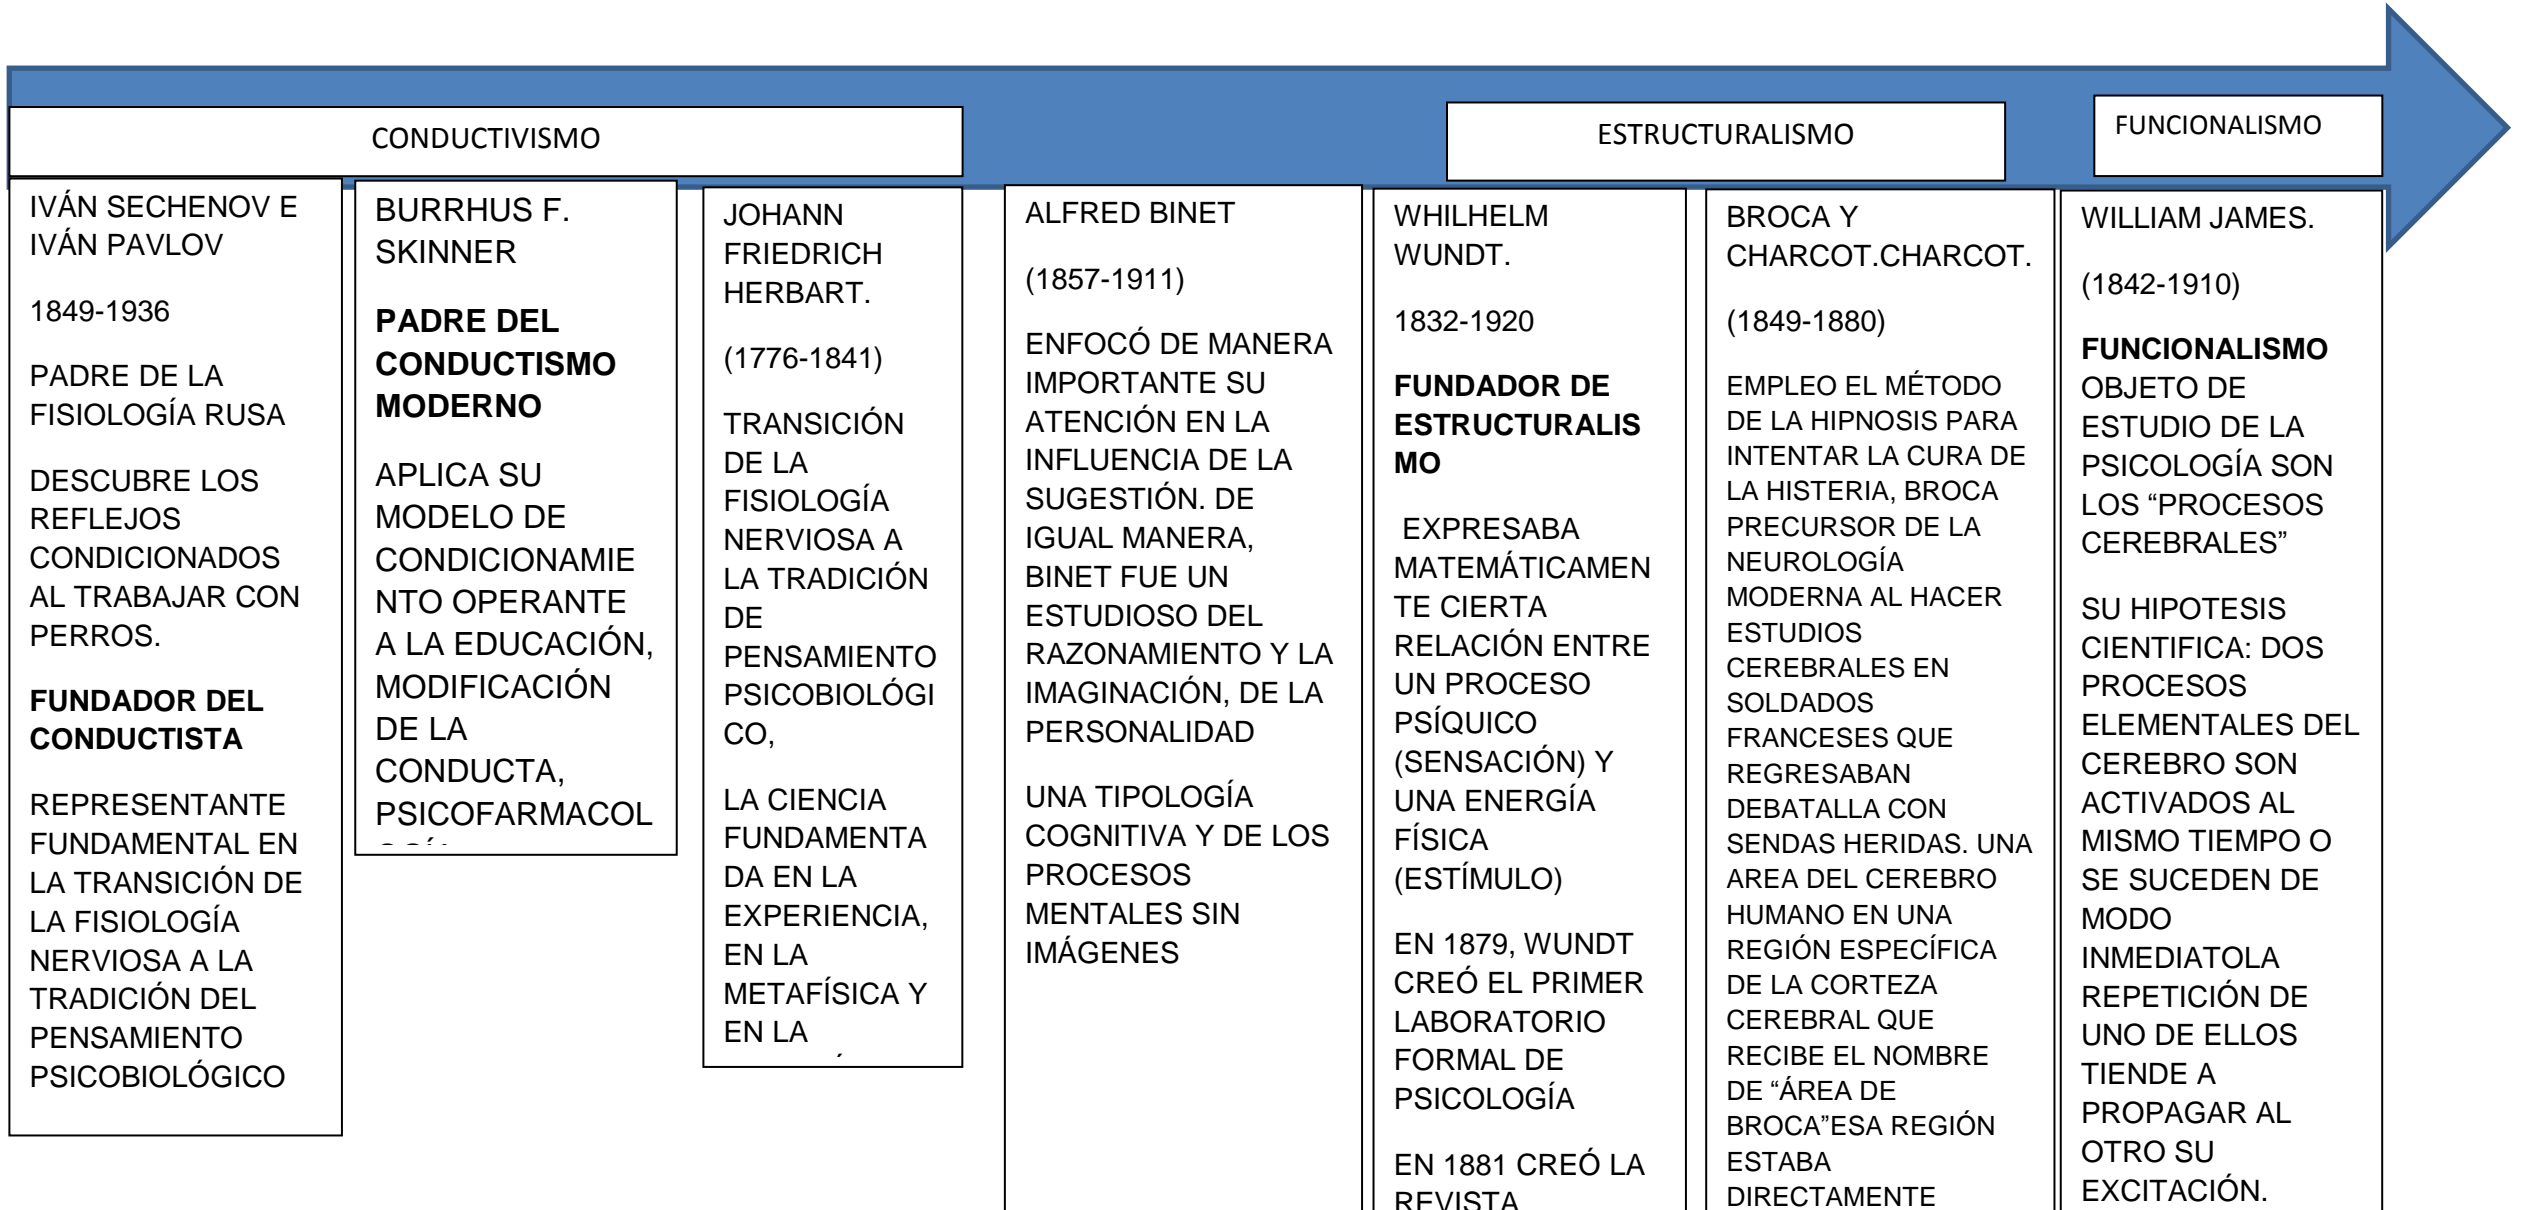 CONDUCTIVISMO
ESTRUCTURALISMO
FUNCIONALISMO
IVÁN SECHENOV E
IVÁN PAVLOV
1849-1936
PADRE DE LA
FISIOLOGÍA RUSA
DESCUBRE LOS
REFLEJOS
CONDICIONADOS
AL TRABAJAR CON
PERROS.
FUNDADOR DEL
CONDUCTISTA
REPRESENTANTE
FUNDAMENTAL EN
LA TRANSICIÓN DE
LA FISIOLOGÍA
NERVIOSA A LA
TRADICIÓN DEL
PENSAMIENTO
PSICOBIOLÓGICO
BURRHUS F.
SKINNER
PADRE DEL
CONDUCTISMO
MODERNO
APLICA SU
MODELO DE
CONDICIONAMIE
NTO OPERANTE
A LA EDUCACIÓN,
MODIFICACIÓN
DE LA
CONDUCTA,
PSICOFARMACOL
JOHANN
FRIEDRICH
HERBART.
(1776-1841)
TRANSICIÓN
DE LA
FISIOLOGÍA
NERVIOSA A
LA TRADICIÓN
DE
PENSAMIENTO
PSICOBIOLÓGI
CO,
LA CIENCIA
FUNDAMENTA
DA EN LA
EXPERIENCIA,
EN LA
METAFÍSICA Y
EN LA
ALFRED BINET
(1857-1911)
ENFOCÓ DE MANERA
IMPORTANTE SU
ATENCIÓN EN LA
INFLUENCIA DE LA
SUGESTIÓN. DE
IGUAL MANERA,
BINET FUE UN
ESTUDIOSO DEL
RAZONAMIENTO Y LA
IMAGINACIÓN, DE LA
PERSONALIDAD
UNA TIPOLOGÍA
COGNITIVA Y DE LOS
PROCESOS
MENTALES SIN
IMÁGENES
WHILHELM
WUNDT.
1832-1920
FUNDADOR DE
ESTRUCTURALIS
MO
EXPRESABA
MATEMÁTICAMEN
TE CIERTA
RELACIÓN ENTRE
UN PROCESO
PSÍQUICO
(SENSACIÓN) Y
UNA ENERGÍA
FÍSICA
(ESTÍMULO)
EN 1879, WUNDT
CREÓ EL PRIMER
LABORATORIO
FORMAL DE
PSICOLOGÍA
EN 1881 CREÓ LA
REVISTA
BROCA Y
CHARCOT.CHARCOT.
(1849-1880)
EMPLEO EL MÉTODO
DE LA HIPNOSIS PARA
INTENTAR LA CURA DE
LA HISTERIA, BROCA
PRECURSOR DE LA
NEUROLOGÍA
MODERNA AL HACER
ESTUDIOS
CEREBRALES EN
SOLDADOS
FRANCESES QUE
REGRESABAN
DEBATALLA CON
SENDAS HERIDAS. UNA
AREA DEL CEREBRO
HUMANO EN UNA
REGIÓN ESPECÍFICA
DE LA CORTEZA
CEREBRAL QUE
RECIBE EL NOMBRE
DE “ÁREA DE
BROCA”ESA REGIÓN
ESTABA
DIRECTAMENTE
WILLIAM JAMES.
(1842-1910)
FUNCIONALISMO
OBJETO DE
ESTUDIO DE LA
PSICOLOGÍA SON
LOS “PROCESOS
CEREBRALES”
SU HIPOTESIS
CIENTIFICA: DOS
PROCESOS
ELEMENTALES DEL
CEREBRO SON
ACTIVADOS AL
MISMO TIEMPO O
SE SUCEDEN DE
MODO
INMEDIATOLA
REPETICIÓN DE
UNO DE ELLOS
TIENDE A
PROPAGAR AL
OTRO SU
EXCITACIÓN.